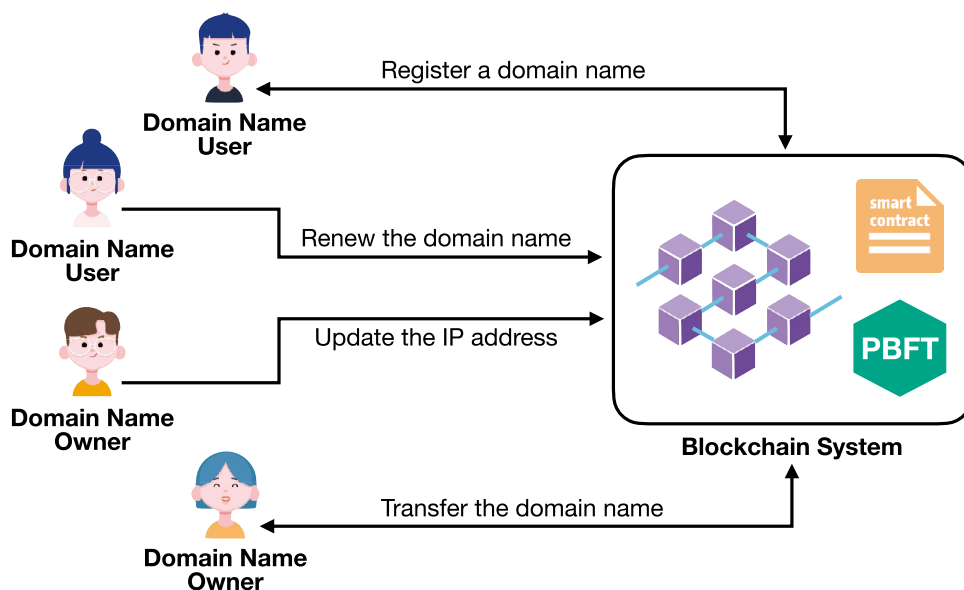 Register a domain name
Domain Name
User
smart
contract
Domain Name
User
Renew the domain name
Update the IP address
PBFT
Domain Name
Owner
Blockchain System
Transfer the domain name
Domain Name
Owner